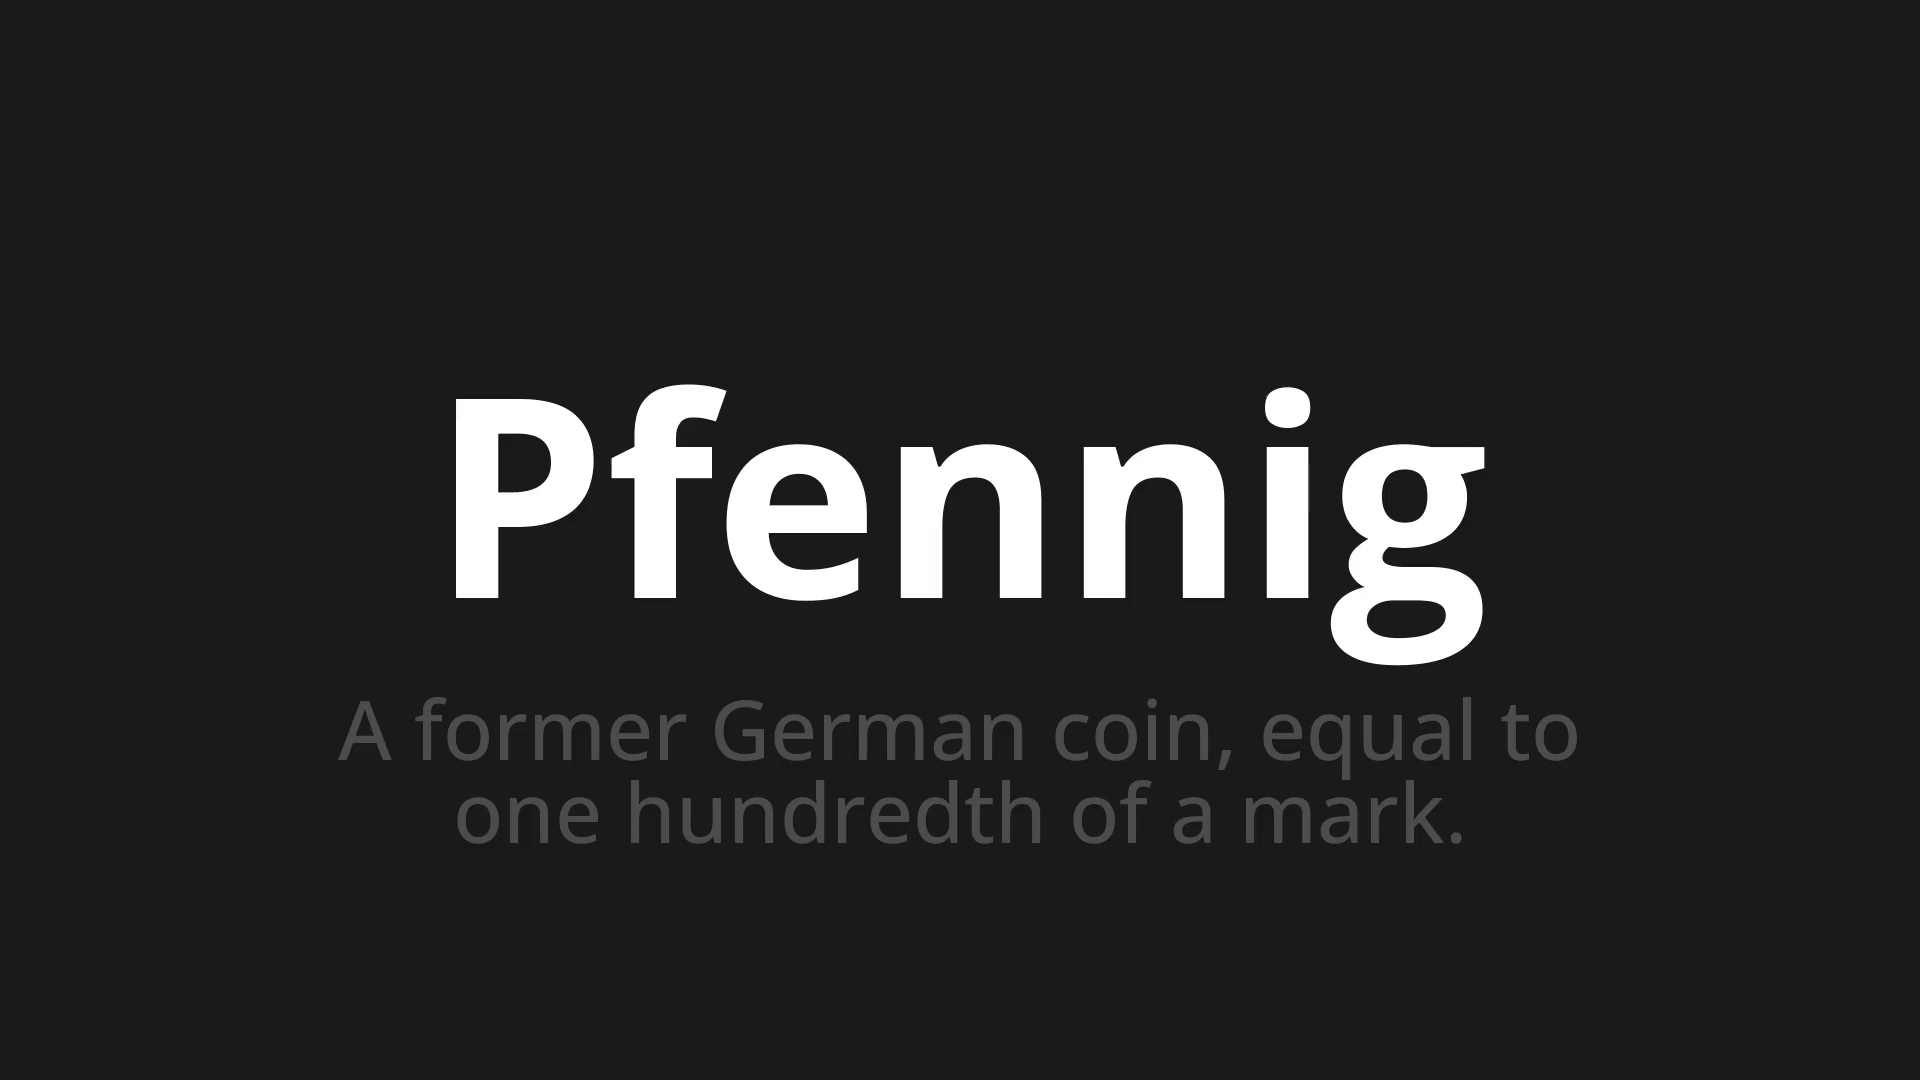 Pfennig
A former German coin, equal to
one hundredth of a mark.